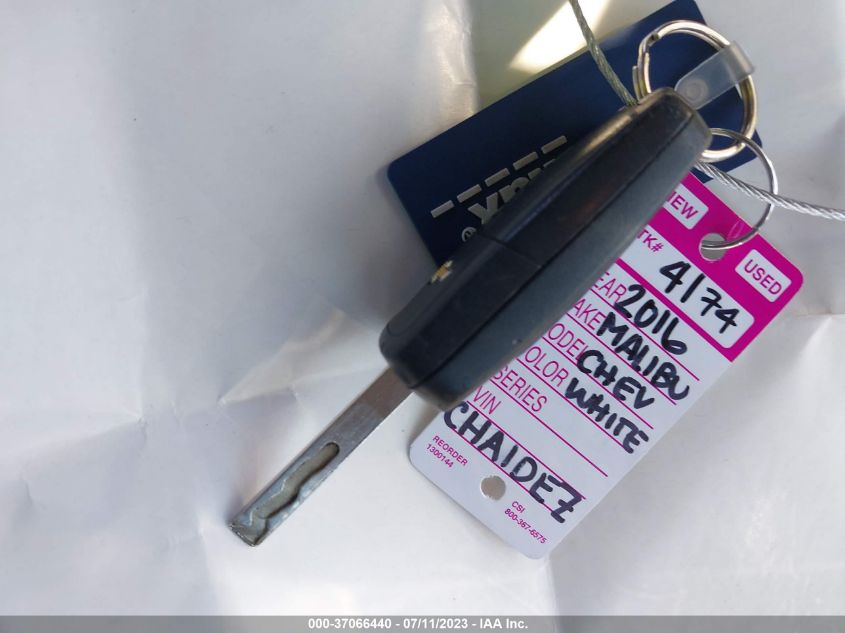 NEW
USED
STK# 4174
YEAR 2016
MAKE MALIBU
MODEL CHEV
COLOR WHITE
SERIES
VIN
CHAIDEZ
REORDER
1300144
CSI
800-367-6575
000-37066440 - 07/11/2023 - IAA Inc.